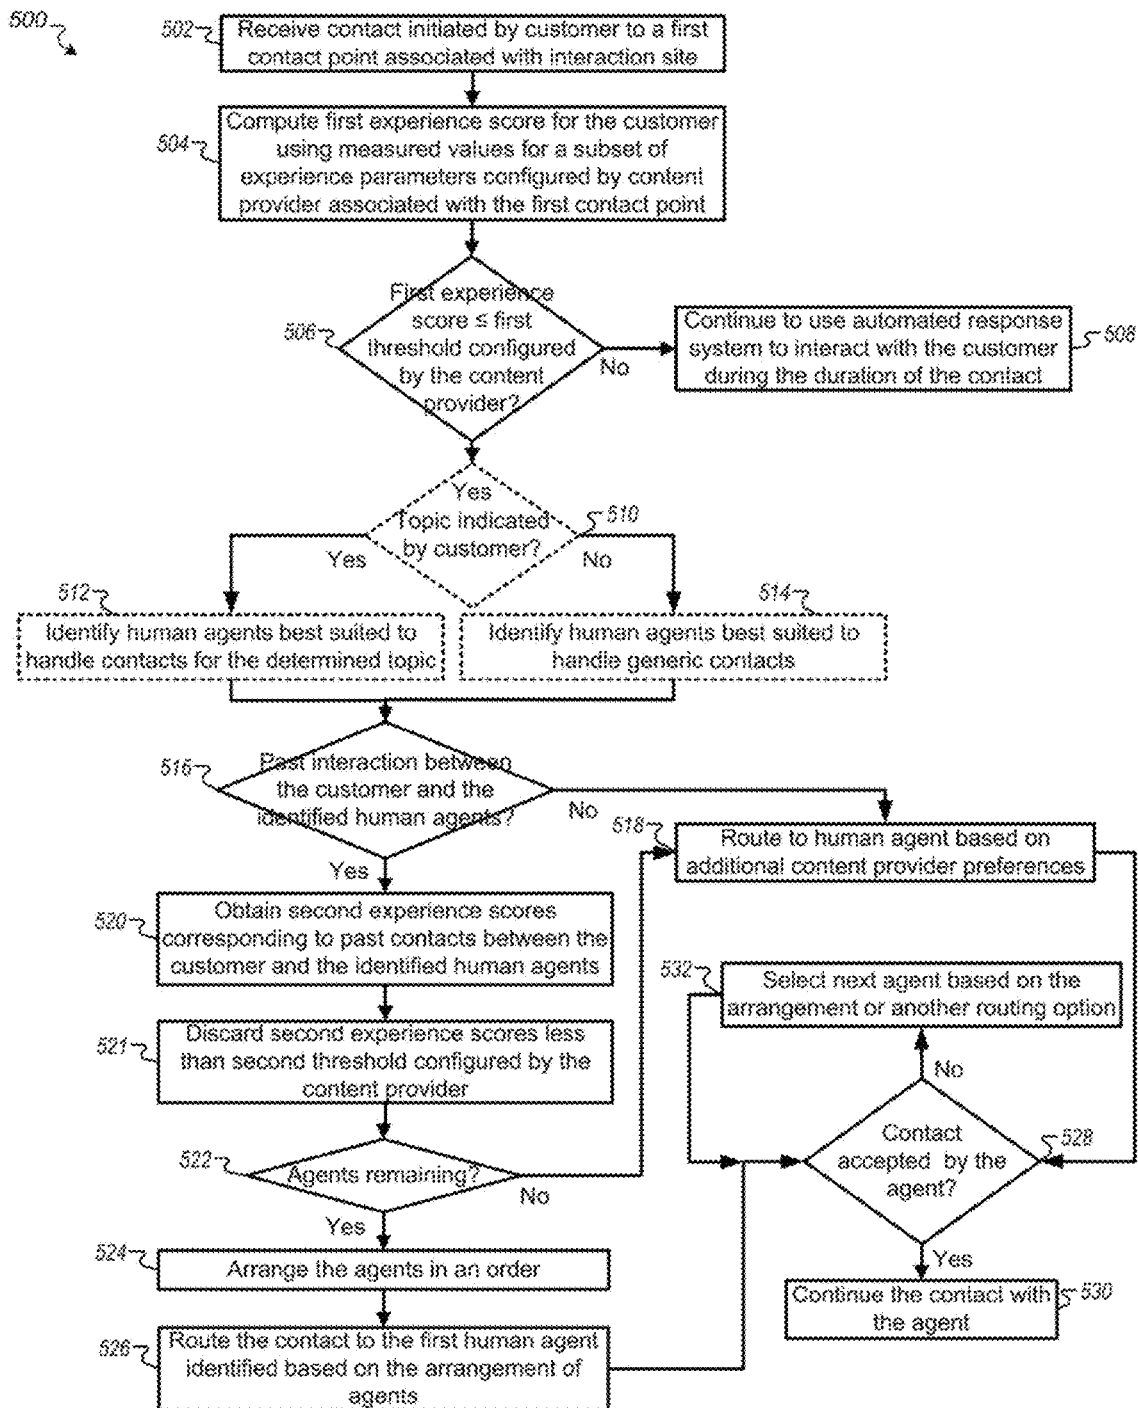 500
502
Receive contact initiated by customer to a first
contact point associated with interaction site
504
Compute first experience score for the customer
using measured values for a subset of
experience parameters configured by content
provider associated with the first contact point
506
First experience
score ≤ first
threshold configured
by the content
provider?
No
Continue to use automated response
system to interact with the customer
during the duration of the contact
508
Yes
Topic indicated
by customer?
510
Yes
No
512
Identify human agents best suited to
handle contacts for the determined topic
514
Identify human agents best suited to
handle generic contacts
516
Past interaction between
the customer and the
identified human agents?
No
Yes
518
Route to human agent based on
additional content provider preferences
520
Obtain second experience scores
corresponding to past contacts between the
customer and the identified human agents
532
Select next agent based on the
arrangement or another routing option
521
Discard second experience scores less
than second threshold configured by the
content provider
No
522
Agents remaining?
No
Yes
Contact
accepted by the
agent?
528
Yes
524
Arrange the agents in an order
Continue the contact with
the agent
530
526
Route the contact to the first human agent
identified based on the arrangement of
agents